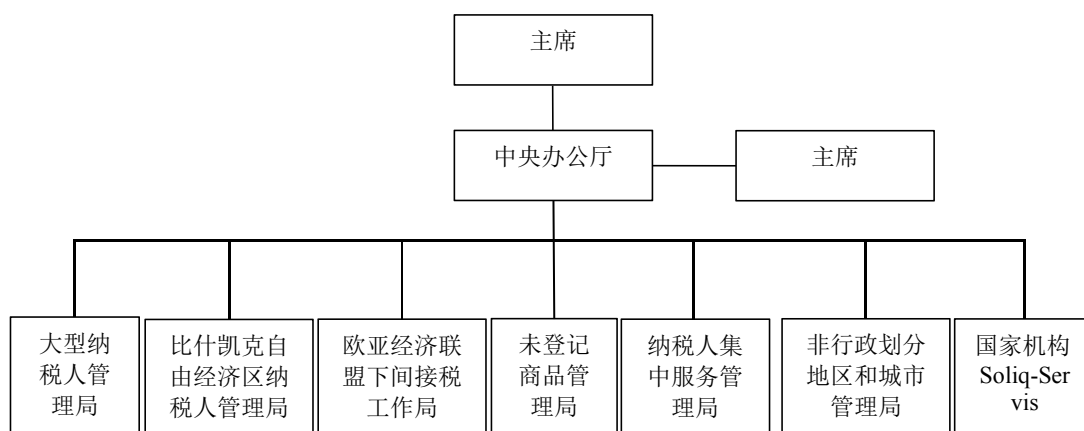 主席
中央办公厅
主席
大型纳
税人管
理局
比什凯克自
由经济区纳
税人管理局
欧亚经济联
盟下间接税
工作局
未登记
商品管
理局
纳税人集
中服务管
理局
非行政划分
地区和城市
管理局
国家机构
Soliq-Ser
vis